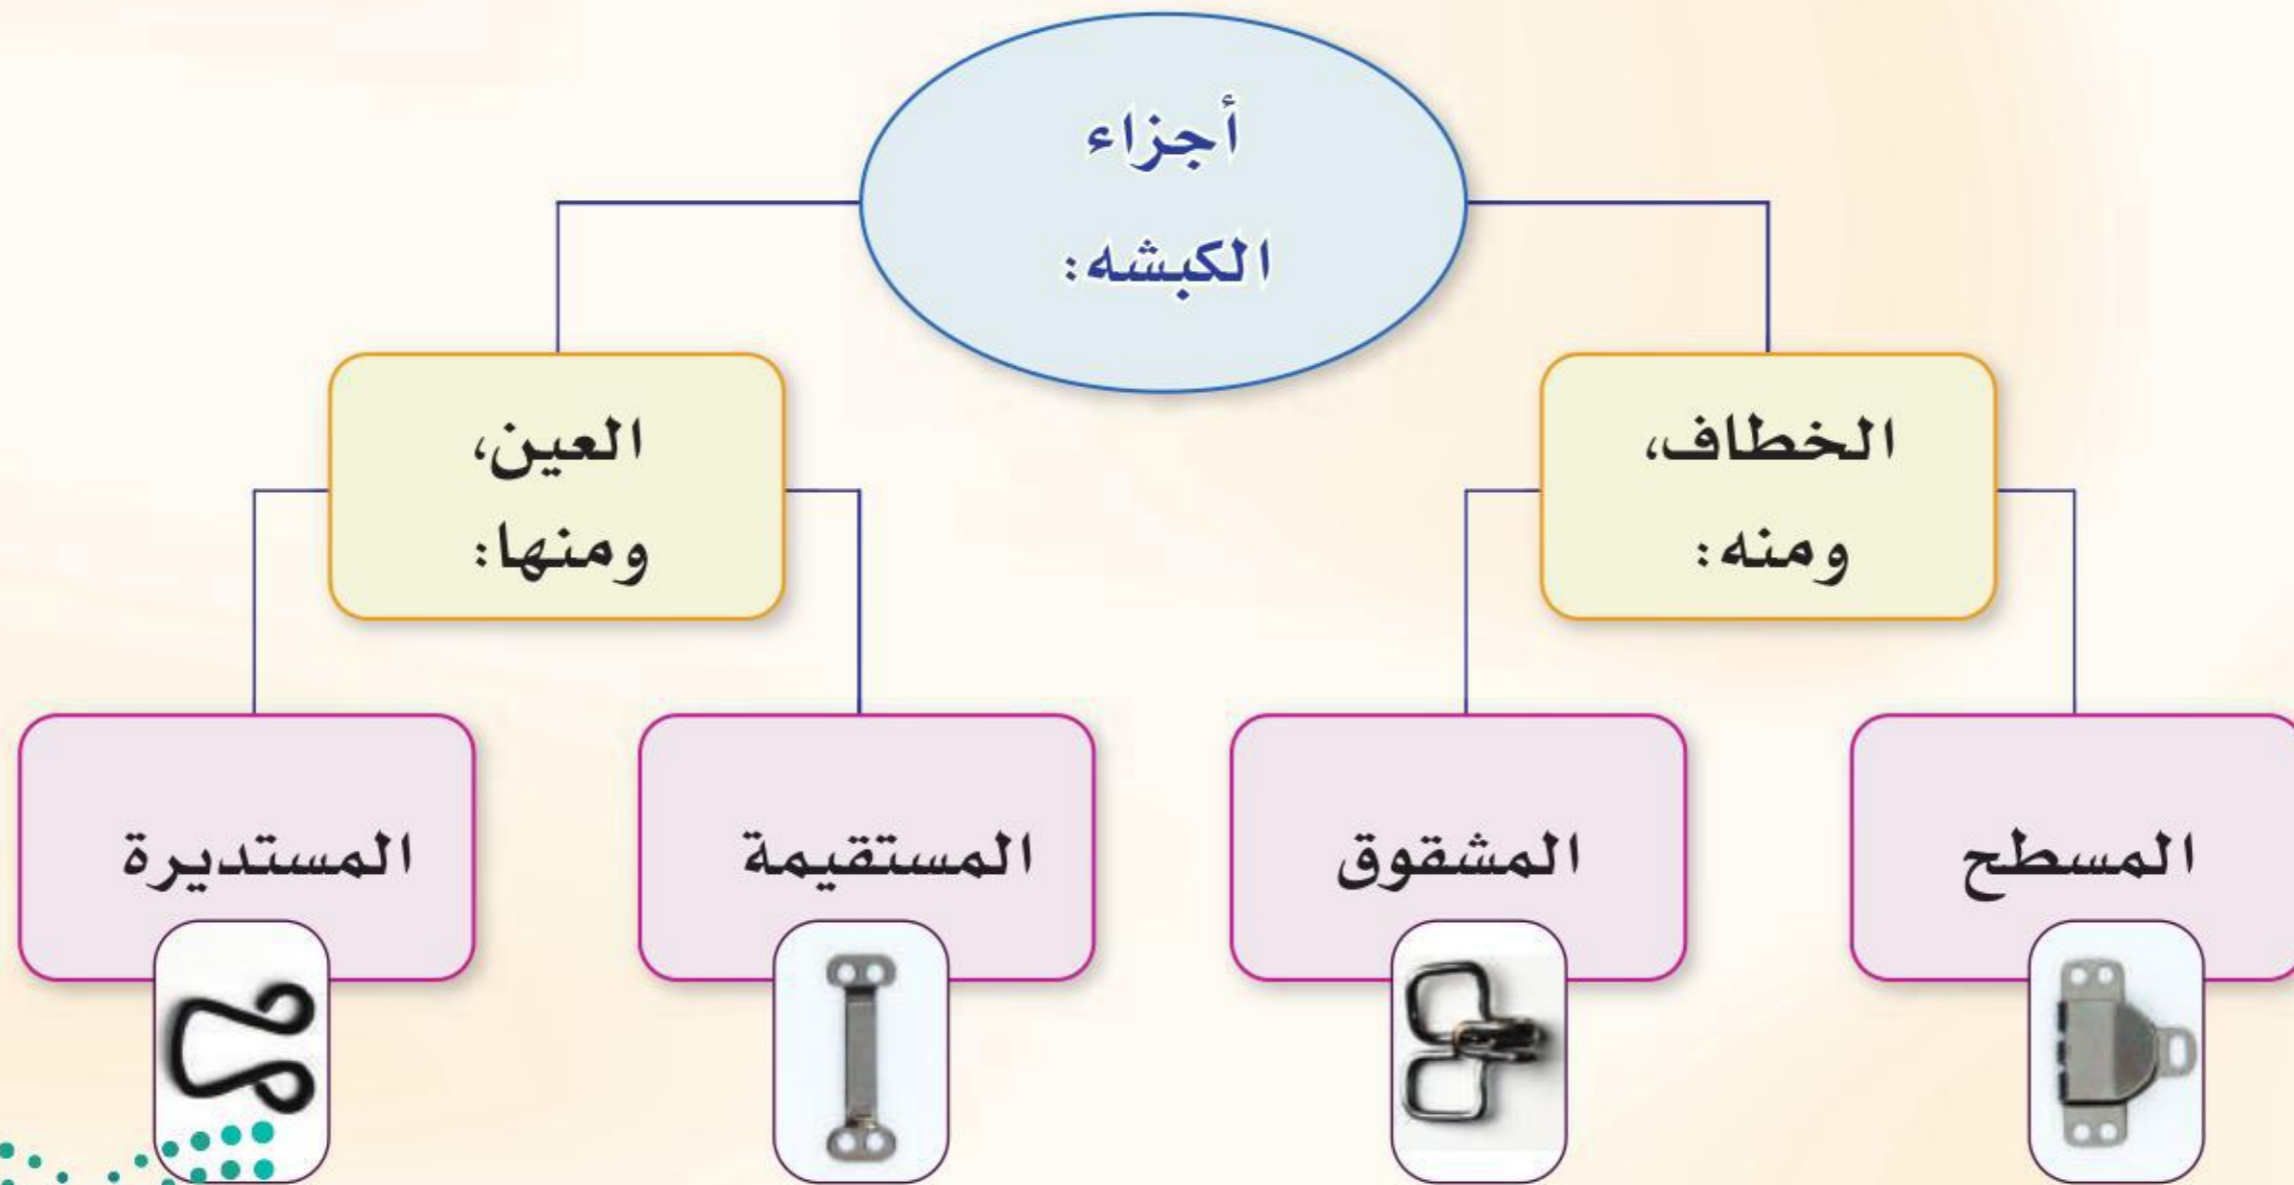 أجزاء
الكبشه:
الخطاف،
ومنه:
العين،
ومنها:
المسطح
المشقوق
المستقيمة
المستديرة